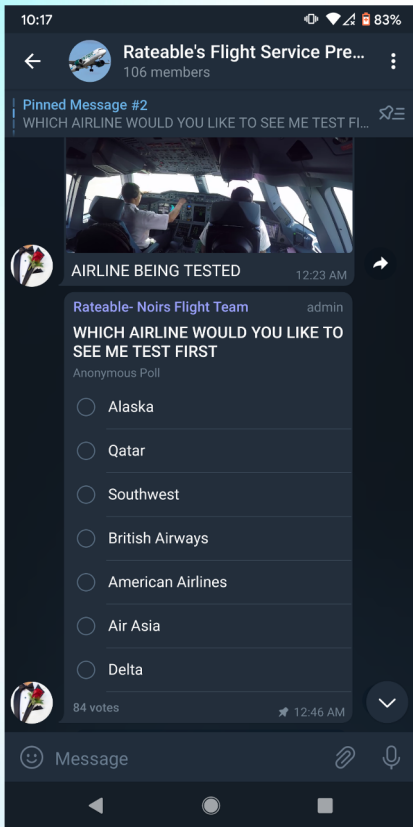 10:17
83%
Rateable's Flight Service Pre...
106 members
Pinned Message #2
WHICH AIRLINE WOULD YOU LIKE TO SEE ME TEST FI...
AIRLINE BEING TESTED
12:23 AM
Rateable- Noirs Flight Team admin
WHICH AIRLINE WOULD YOU LIKE TO
SEE ME TEST FIRST
Anonymous Poll
Alaska
Qatar
Southwest
British Airways
American Airlines
Air Asia
Delta
84 votes
12:46 AM
Message